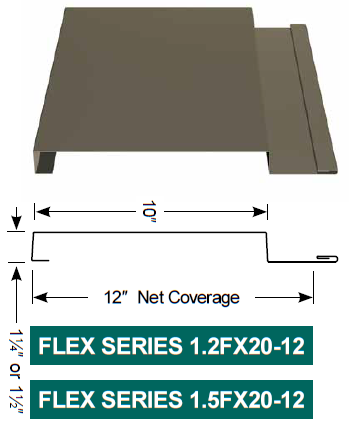 10"
12" Net Coverage
1¼" or 1½"
FLEX SERIES 1.2FX20-12
FLEX SERIES 1.5FX20-12